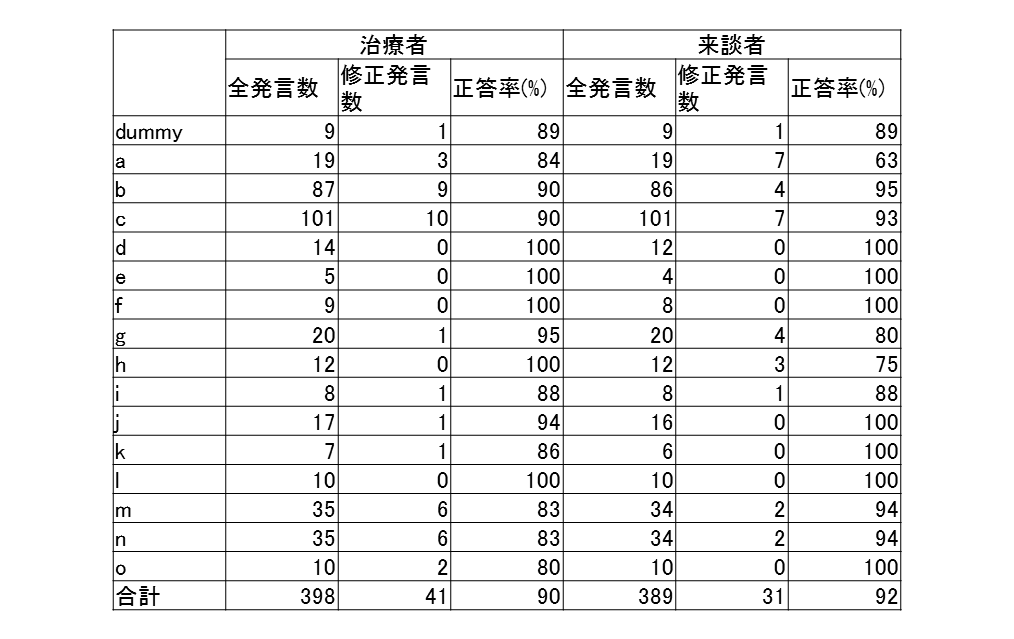 治療者 来談者
全発言数 修正発言数 正答率(%) 全発言数 修正発言数 正答率(%)
dummy 9 1 89 9 1 89
a 19 3 84 19 7 63
b 87 9 90 86 4 95
c 101 10 90 101 7 93
d 14 0 100 12 0 100
e 5 0 100 4 0 100
f 9 0 100 8 0 100
g 20 1 95 20 4 80
h 12 0 100 12 3 75
i 8 1 88 8 1 88
j 17 1 94 16 0 100
k 7 1 86 6 0 100
l 10 0 100 10 0 100
m 35 6 83 34 2 94
n 35 6 83 34 2 94
o 10 2 80 10 0 100
合計 398 41 90 389 31 92